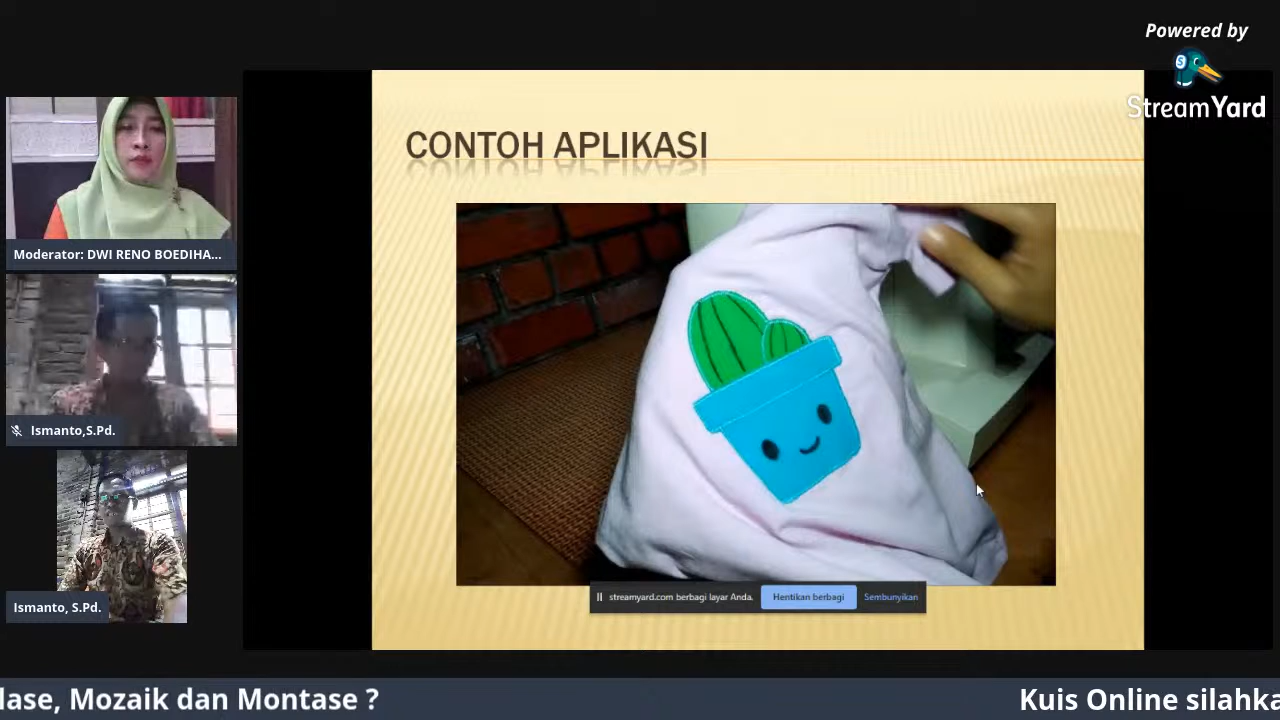 Powered by
StreamYard
CONTOH APLIKASI
Moderator: DWI RENO BOEDIHA...
Ismanto,S.Pd.
Ismanto, S.Pd.
streamyard.com berbagi layar Anda.
Hentikan berbagi
Sembunyikan
lase, Mozaik dan Montase ?
Kuis Online silahka